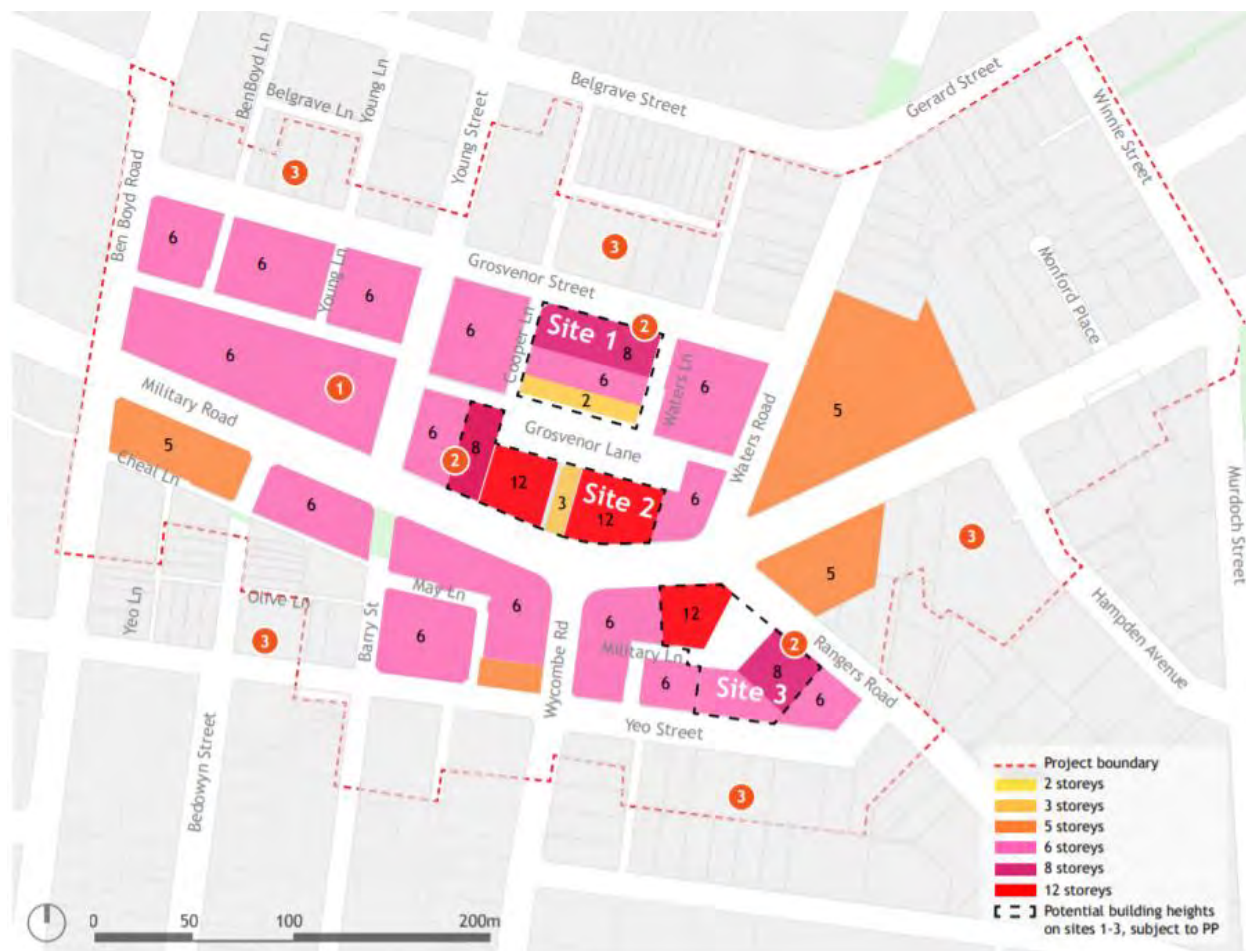 BenBoyd Ln
Young Ln
Belgrave Ln
Young Street
Belgrave Street
Gerard Street
Winnie Street
3
Ben Boyd Road
3
Monford Place
6
6
Young Ln
6
Grosvenor Street
6
Cooper Ln
Site 1
2
8
6
2
Waters Ln
6
Waters Road
5
6
1
Military Road
5
Cheal Ln
6
6
8
2
Grosvenor Lane
12
3
Site 2
12
6
Murdoch Street
3
5
Hampden Avenue
Yeo Ln
Olive Ln
3
Barry St
May Ln
6
6
6
12
Military Ln
6
Site 3
8
2
6
Rangers Road
Wycombe Rd
Yeo Street
Bedowyn Street
3
Project boundary
2 storeys
3 storeys
5 storeys
6 storeys
8 storeys
12 storeys
Potential building heights
on sites 1-3, subject to PP
0 50 100 200m